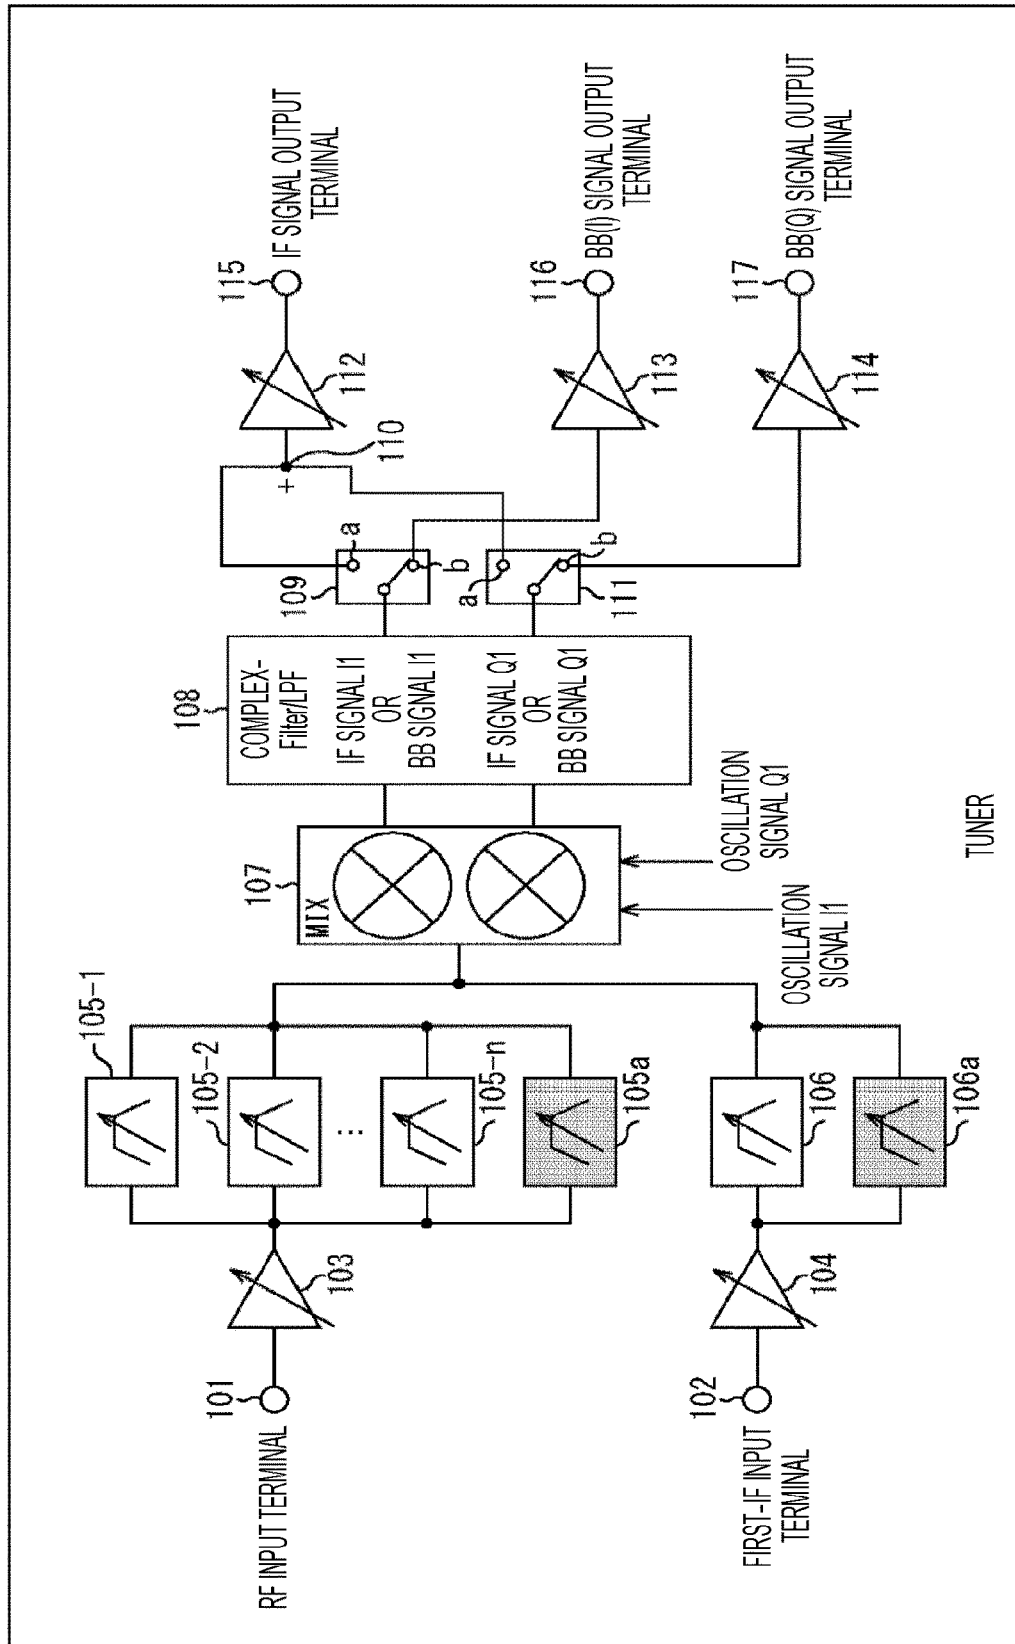 101
RF INPUT TERMINAL
102
FIRST-IF INPUT
TERMINAL
103
104
105-1
105-2
...
105-n
105a
106
106a
107
MIX
OSCILLATION
SIGNAL I1
OSCILLATION
SIGNAL Q1
108
COMPLEX-
Filter/LPF
IF SIGNAL I1
OR
BB SIGNAL I1
IF SIGNAL Q1
OR
BB SIGNAL Q1
109
a
b
a
b
111
+
110
112
113
114
115
IF SIGNAL OUTPUT
TERMINAL
116
BB(I) SIGNAL OUTPUT
TERMINAL
117
BB(Q) SIGNAL OUTPUT
TERMINAL
TUNER